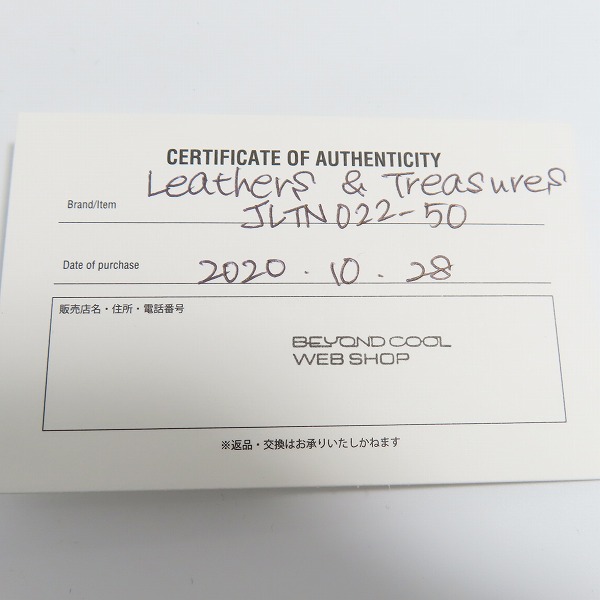 CERTIFICATE OF AUTHENTICITY
Leathers & Treasures
Brand/Item
JLTN022-50
Date of purchase 2020.10.28
販売店名・住所・電話番号
BEYOND COOL
WEB SHOP
※返品・交換はお承りいたしかねます